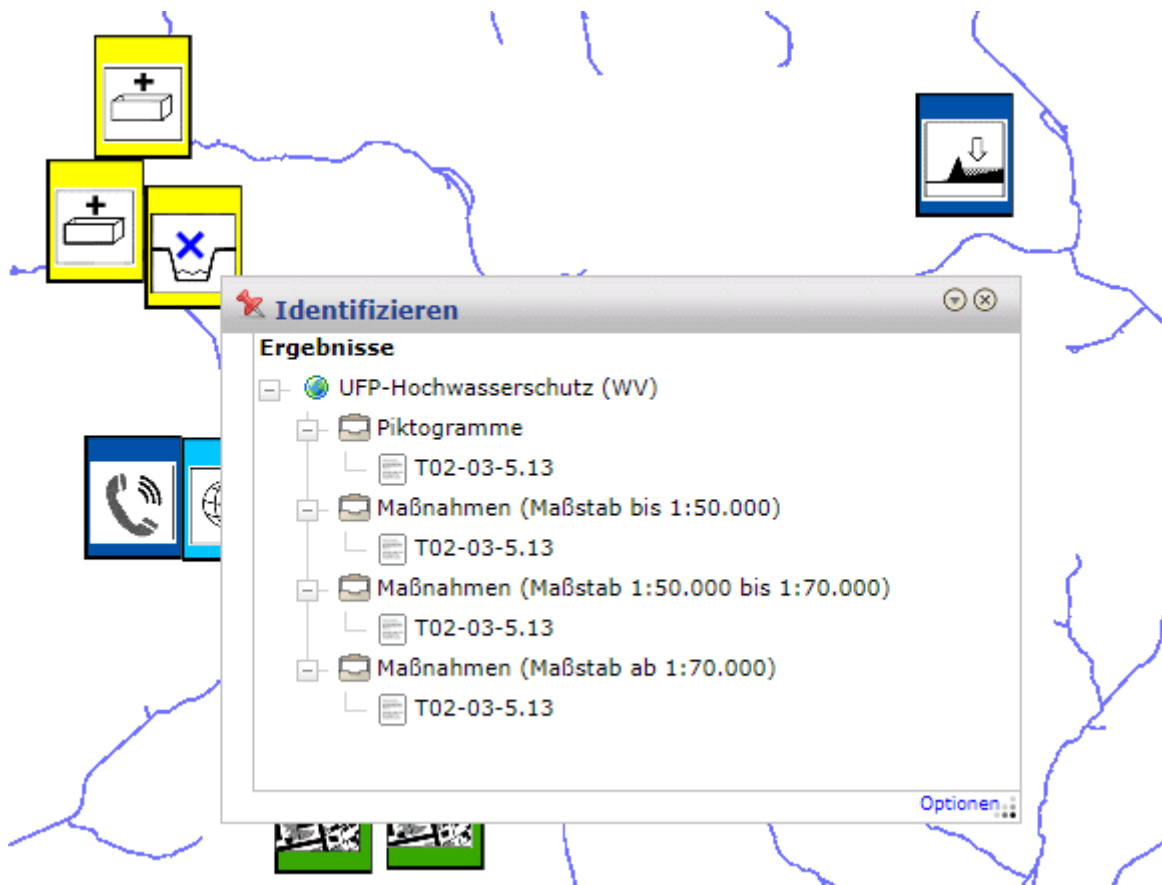 Identifizieren
Ergebnisse
UFP-Hochwasserschutz (WV)
Piktogramme
T02-03-5.13
Maßnahmen (Maßstab bis 1:50.000)
T02-03-5.13
Maßnahmen (Maßstab 1:50.000 bis 1:70.000)
T02-03-5.13
Maßnahmen (Maßstab ab 1:70.000)
T02-03-5.13
Optionen